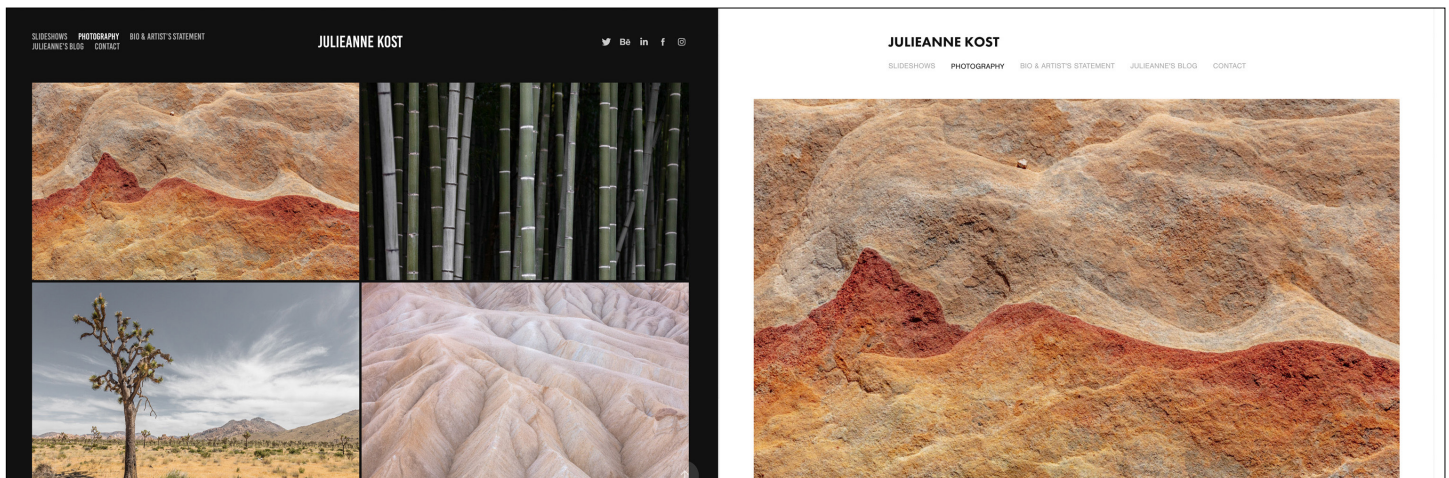 SLIDESHOWS PHOTOGRAPHY BIO & ARTIST'S STATEMENT
JULIEANNE'S BLOG CONTACT
JULIEANNE KOST
Bē in f
JULIEANNE KOST
SLIDESHOWS PHOTOGRAPHY BIO & ARTIST'S STATEMENT JULIEANNE'S BLOG CONTACT